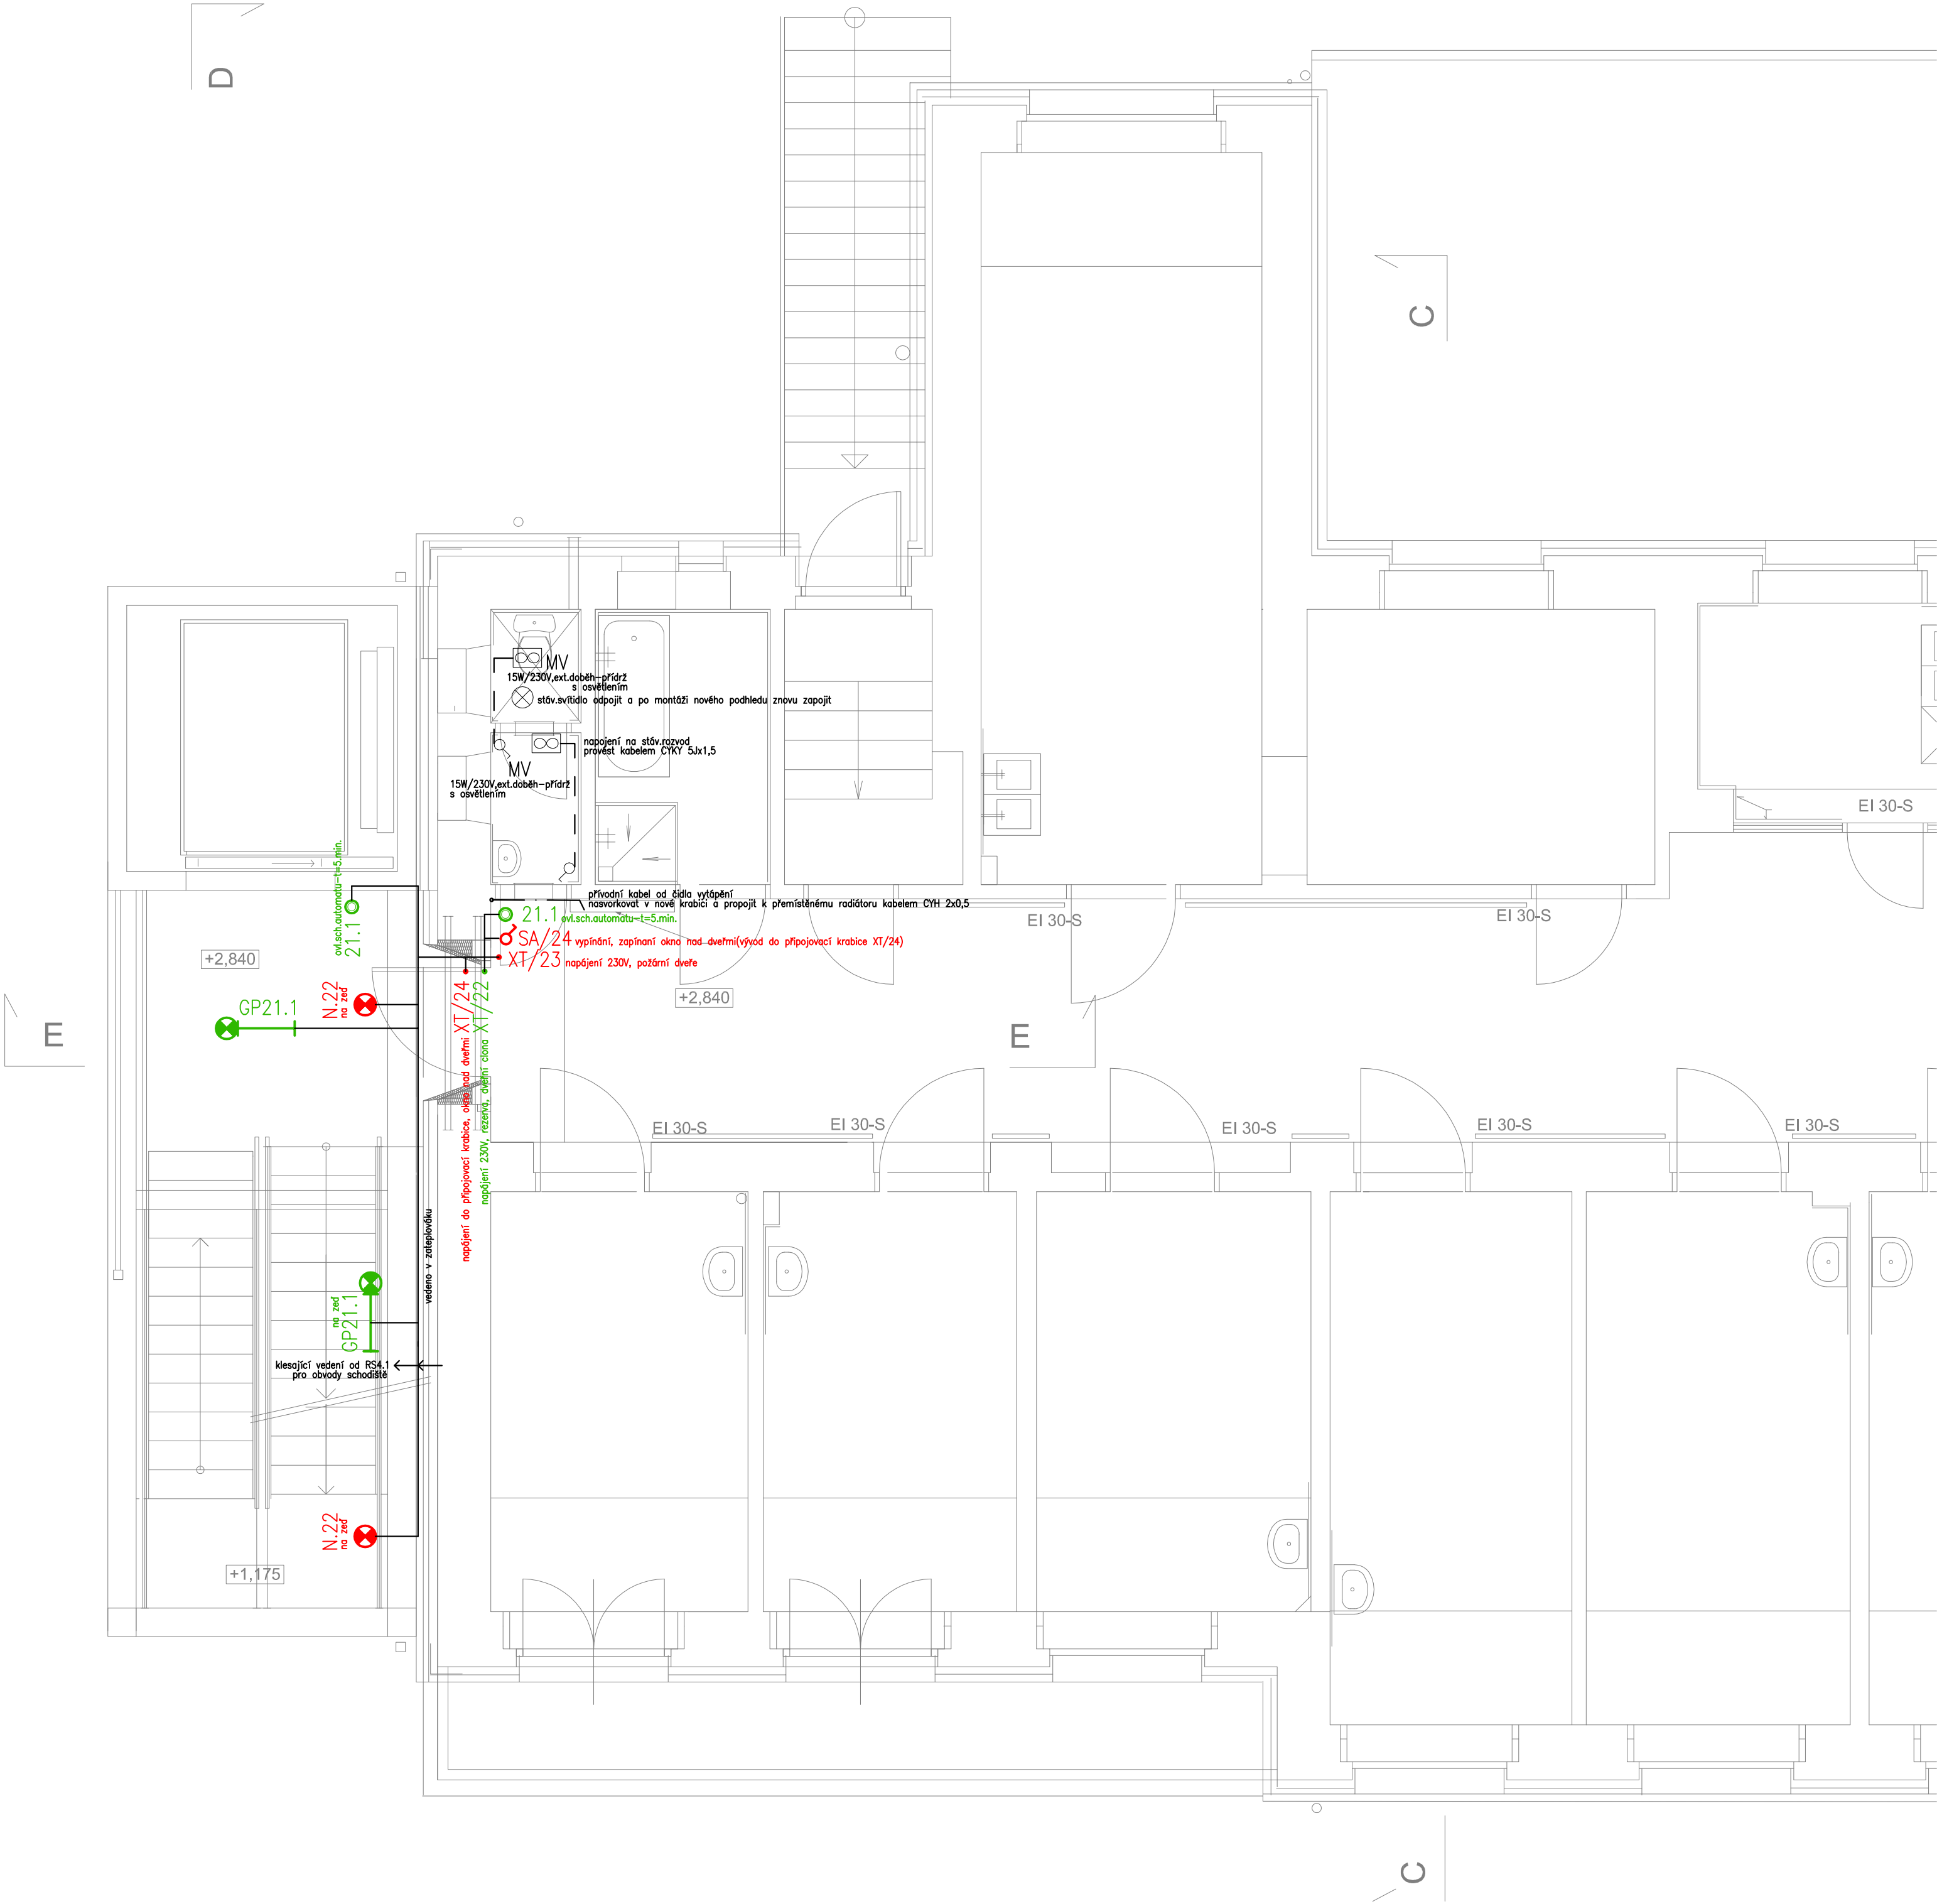 D
C
MV
15W/230V,ext.doběh-přídrž
s osvětlením
stáv.svítidlo odpojit a po montáži nového podhledu znovu zapojit
napojení na stáv.rozvod
provést kabelem CYKY 5Jx1,5
MV
15W/230V,ext.doběh-přídrž
s osvětlením
EI 30-S
ovl.sch.automatu-t=5.min.
21.1
přívodní kabel od čidla vytápění
nasvorkovat v nové krabici a propojit k přemístěnému radiátoru kabelem CYH 2x0,5
21.1 ovl.sch.automatu-t=5.min.
EI 30-S
EI 30-S
SA/24 vypínání, zapínaní okno nad dveřmi(vývod do připojovací krabice XT/24)
XT/23 napájení 230V, požární dveře
+2,840
+2,840
N.22
na zeď
GP21.1
XT/24
napájení do připojovací krabice, okno nad dveřmi
XT/22
napájení 230V, rezerva, dveřní clona
E
E
EI 30-S
EI 30-S
EI 30-S
EI 30-S
EI 30-S
vedeno v zateplováku
na zeď
GP21.1
klesající vedení od RS4.1
pro obvody schodiště
N.22
na zeď
+1,175
C